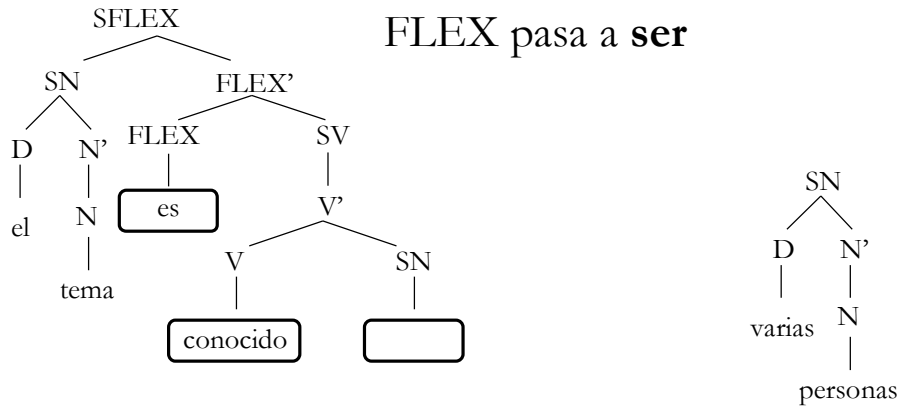 SFLEX
FLEX pasa a ser
SN FLEX'
D N’ FLEX SV
SN
el N es V’
D N’
V SN
tema
varias N
conocido
personas